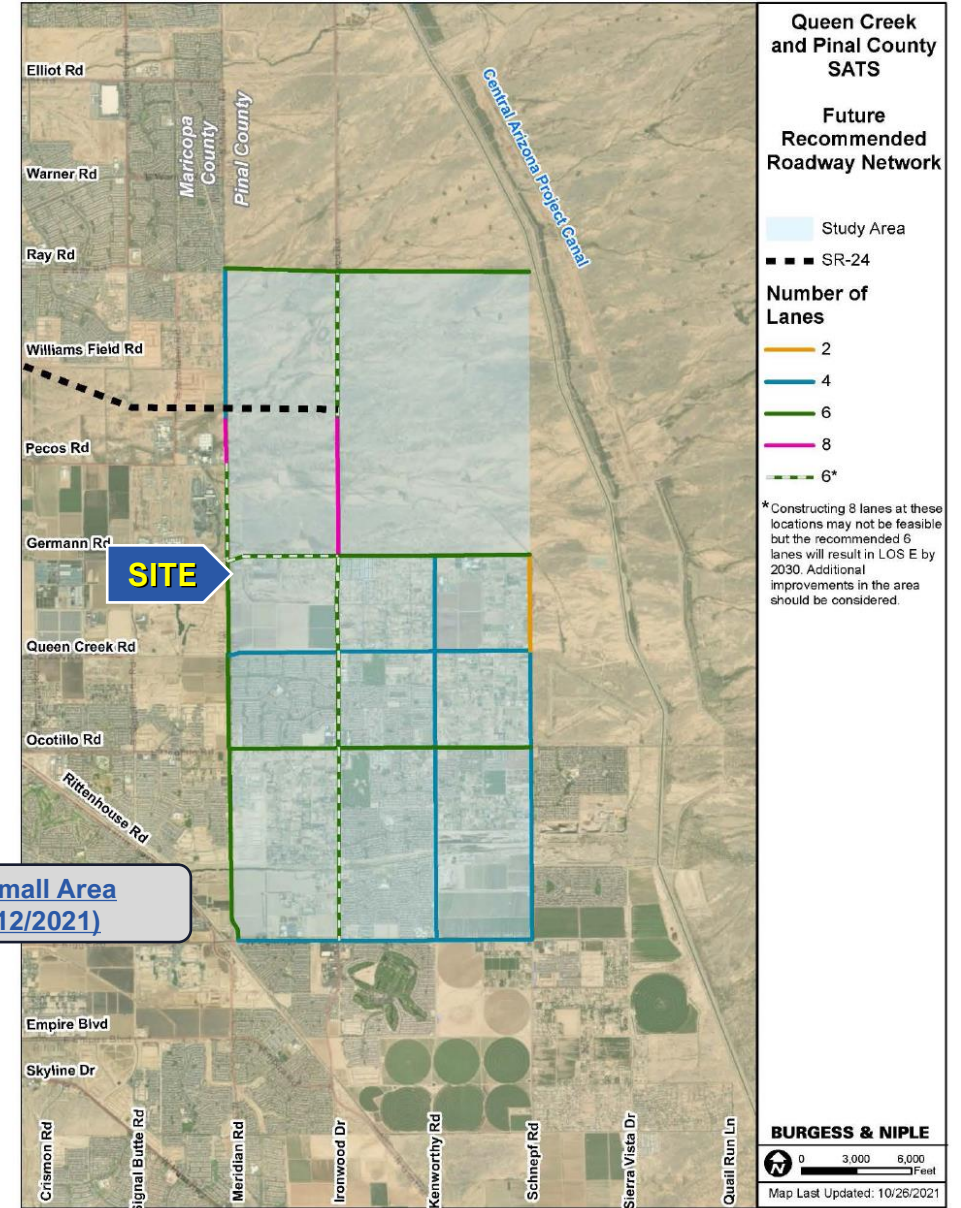 Elliot Rd
Warner Rd
Ray Rd
Williams Field Rd
Pecos Rd
Germann Rd
Queen Creek Rd
Ocotillo Rd
Rittenhouse Rd
Empire Blvd
Skyline Dr
Maricopa
County
Pinal County
Central Arizona Project Canal
SITE
mall Area
12/2021)
Crismon Rd
ignal Butte Rd
Meridian Rd
Ironwood Dr
Kenworthy Rd
Schnepf Rd
Sierra Vista Dr
Quail Run Ln
Queen Creek
and Pinal County
SATS
Future
Recommended
Roadway Network
Study Area
SR-24
Number of
Lanes
2
4
6
8
6*
*Constructing 8 lanes at these
locations may not be feasible
but the recommended 6
lanes will result in LOS E by
2030. Additional
improvements in the area
should be considered.
BURGESS & NIPLE
N
0 3,000 6,000
Feet
Map Last Updated: 10/26/2021